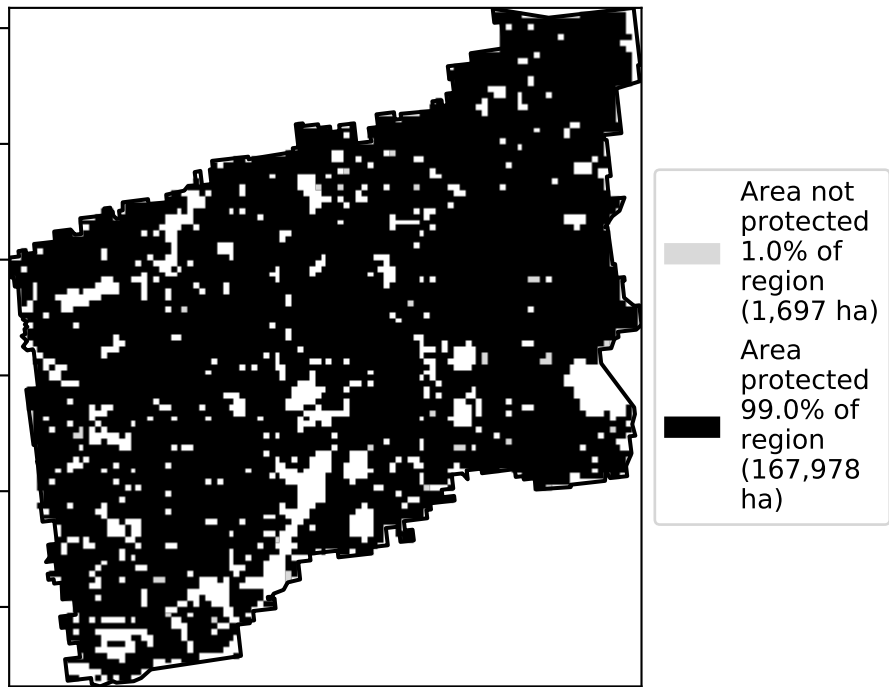 Area not
protected
1.0% of
region
(1,697 ha)
Area
protected
99.0% of
region
(167,978
ha)